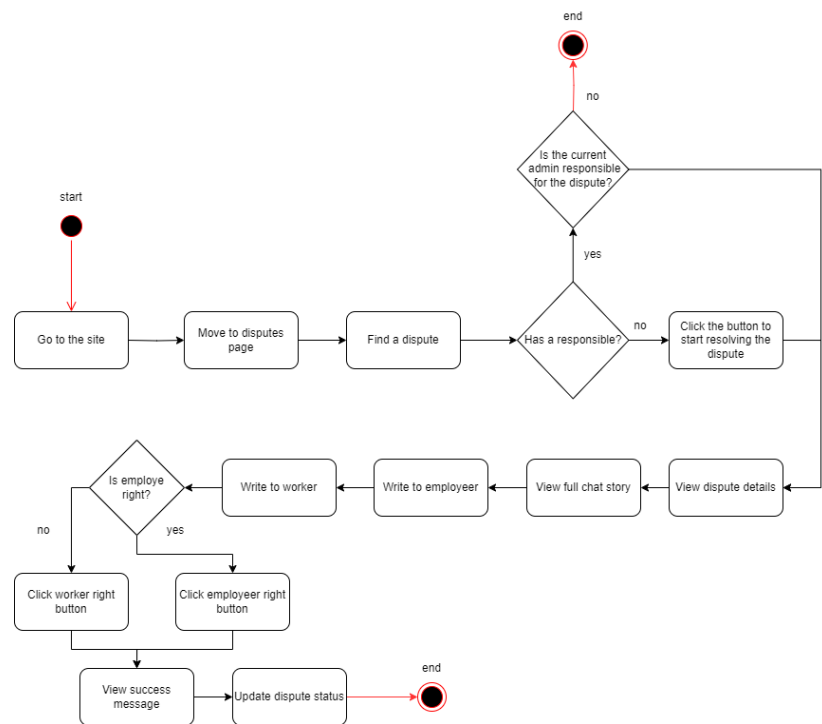 end
no
Is the current
admin responsible
for the dispute?
start
yes
Go to the site
Move to disputes
page
Find a dispute
Has a responsible?
no
Click the button to
start resolving the
dispute
Is employe
right?
Write to worker
Write to employeer
View full chat story
View dispute details
no
yes
Click worker right
button
Click employeer right
button
View success
message
Update dispute status
end